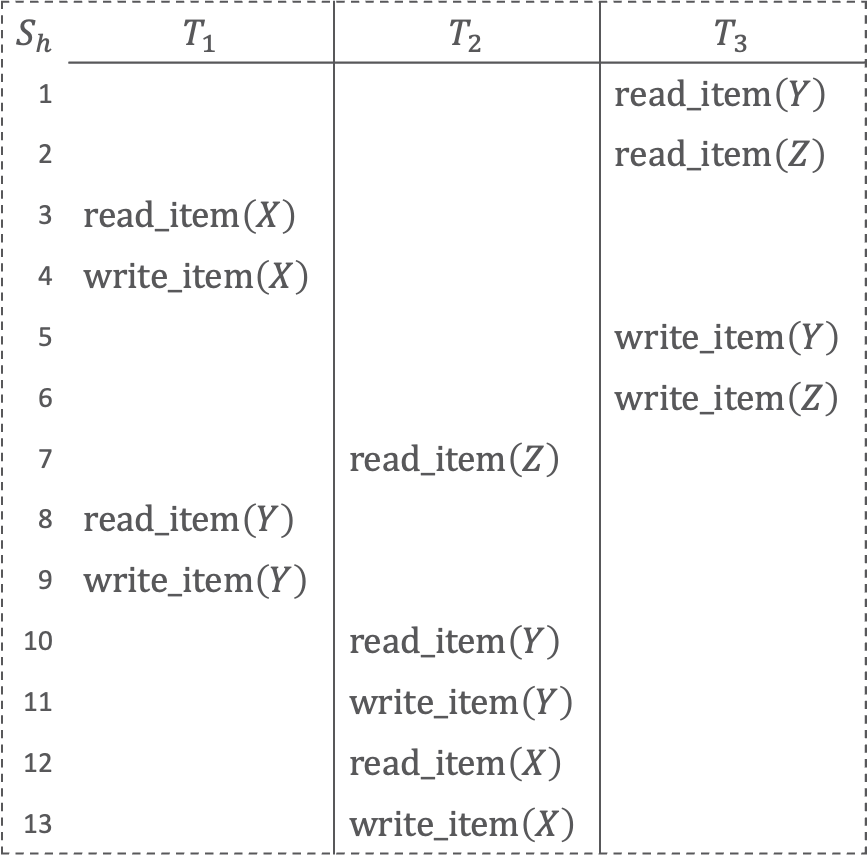 S_h T_1 T_2 T_3
1 read_item(Y)
2 read_item(Z)
3 read_item(X)
4 write_item(X)
5 write_item(Y)
6 write_item(Z)
7 read_item(Z)
8 read_item(Y)
9 write_item(Y)
10 read_item(Y)
11 write_item(Y)
12 read_item(X)
13 write_item(X)